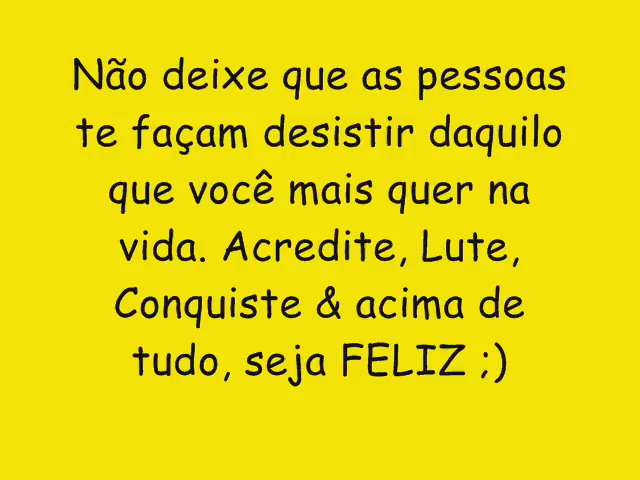 Não deixe que as pessoas
te façam desistir daquilo
que você mais quer na
vida. Acredite, Lute,
Conquiste & acima de
tudo, seja FELIZ ;)